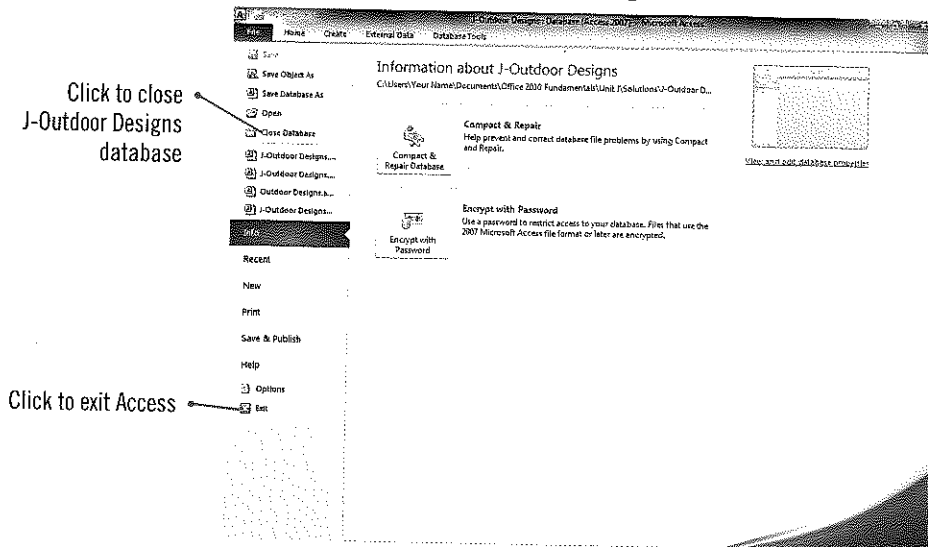 J-Outdoor Designs : Database (Access 2007) - Microsoft Access
File Home Create External Data Database Tools
Save
Save Object As
Save Database As
Open
Close Database
J-Outdoor Designs....
J-Outdoor Designs....
Outdoor Designs.a...
J-Outdoor Designs...
Info
Recent
New
Print
Save & Publish
Help
Options
Exit
Click to close
J-Outdoor Designs
database
Click to exit Access
Information about J-Outdoor Designs
C:\Users\Your Name\Documents\Office 2010 Fundamentals\Unit J\Solutions\J-Outdoor D...
Compact &
Repair Database
Compact & Repair
Help prevent and correct database file problems by using Compact
and Repair.
Encrypt with
Password
Encrypt with Password
Use a password to restrict access to your database. Files that use the
2007 Microsoft Access file format or later are encrypted.
View and edit database properties